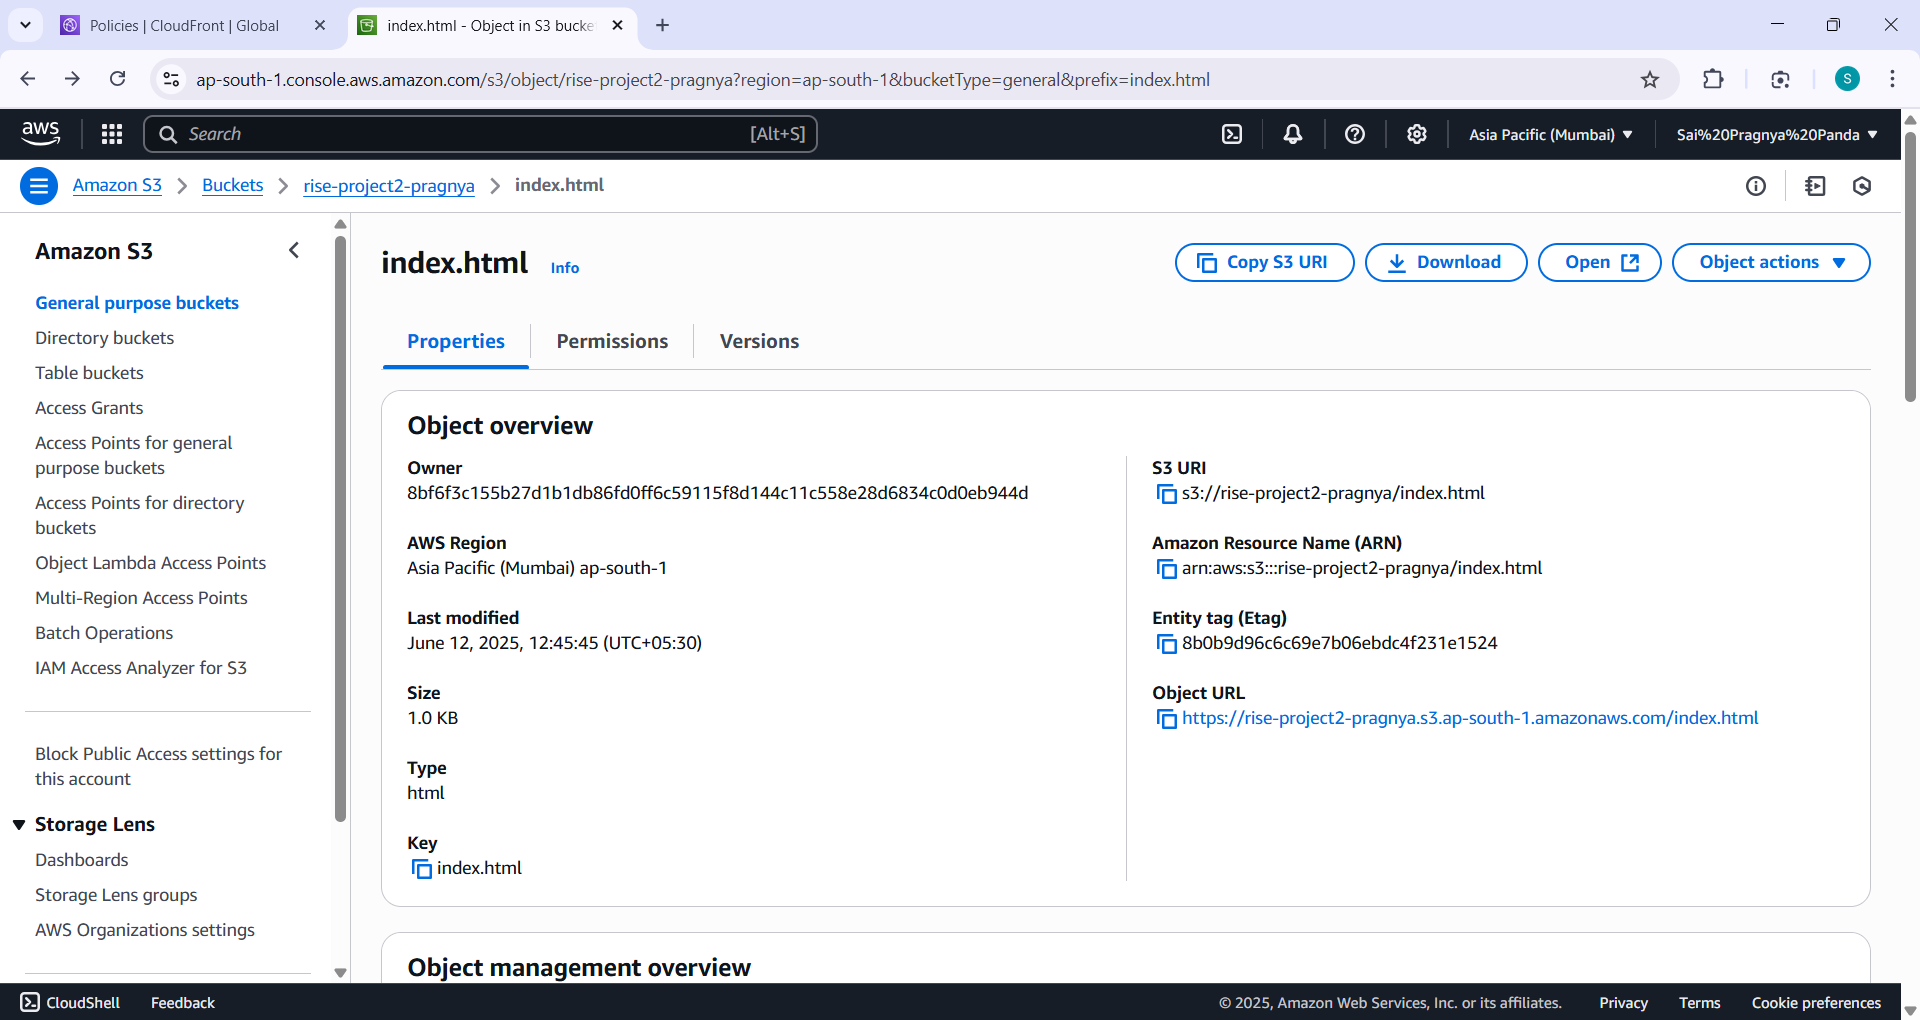 Policies | CloudFront | Global
index.html - Object in S3 bucke
ap-south-1.console.aws.amazon.com/s3/object/rise-project2-pragnya?region=ap-south-1&bucketType=general&prefix=index.html
S
aws
Search
[Alt+S]
Asia Pacific (Mumbai)
Sai%20Pragnya%20Panda
Amazon S3
Buckets
rise-project2-pragnya
index.html
Amazon S3
General purpose buckets
Directory buckets
Table buckets
Access Grants
Access Points for general
purpose buckets
Access Points for directory
buckets
Object Lambda Access Points
Multi-Region Access Points
Batch Operations
IAM Access Analyzer for S3
Block Public Access settings for
this account
Storage Lens
Dashboards
Storage Lens groups
AWS Organizations settings
index.html
Info
Copy S3 URI
Download
Open
Object actions
Properties
Permissions
Versions
Object overview
Owner
8bf6f3c155b27d1b1db86fd0ff6c59115f8d144c11c558e28d6834c0d0eb944d
AWS Region
Asia Pacific (Mumbai) ap-south-1
Last modified
June 12, 2025, 12:45:45 (UTC+05:30)
Size
1.0 KB
Type
html
Key
index.html
S3 URI
s3://rise-project2-pragnya/index.html
Amazon Resource Name (ARN)
arn:aws:s3:::rise-project2-pragnya/index.html
Entity tag (Etag)
8b0b9d96c6c69e7b06ebdc4f231e1524
Object URL
https://rise-project2-pragnya.s3.ap-south-1.amazonaws.com/index.html
Object management overview
CloudShell
Feedback
© 2025, Amazon Web Services, Inc. or its affiliates.
Privacy
Terms
Cookie preferences